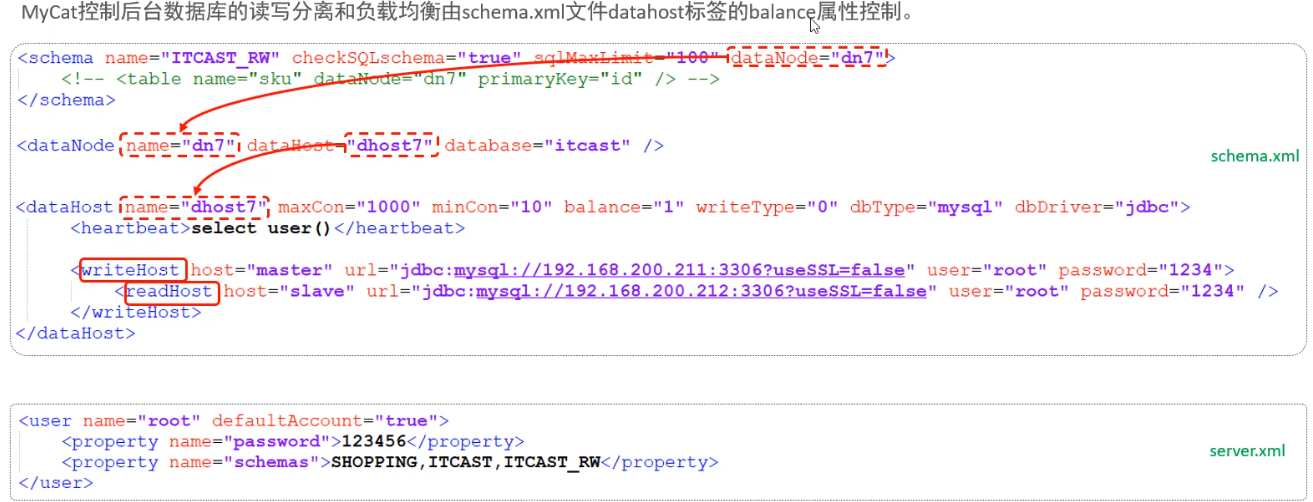 MyCat控制后台数据库的读写分离和负载均衡由schema.xml文件datahost标签的balance属性控制。
<schema name="ITCAST_RW" checkSQLschema="true" sqlMaxLimit="100" dataNode="dn7">
<!-- <table name="sku" dataNode="dn7" primaryKey="id" /> -->
</schema>
<dataNode name="dn7" dataHost="dhost7" database="itcast" />
schema.xml
<dataHost name="dhost7" maxCon="1000" minCon="10" balance="1" writeType="0" dbType="mysql" dbDriver="jdbc">
<heartbeat>select user()</heartbeat>
<writeHost host="master" url="jdbc:mysql://192.168.200.211:3306?useSSL=false" user="root" password="1234">
<readHost host="slave" url="jdbc:mysql://192.168.200.212:3306?useSSL=false" user="root" password="1234" />
</writeHost>
</dataHost>
<user name="root" defaultAccount="true">
<property name="password">123456</property>
<property name="schemas">SHOPPING,ITCAST,ITCAST_RW</property>
server.xml
</user>